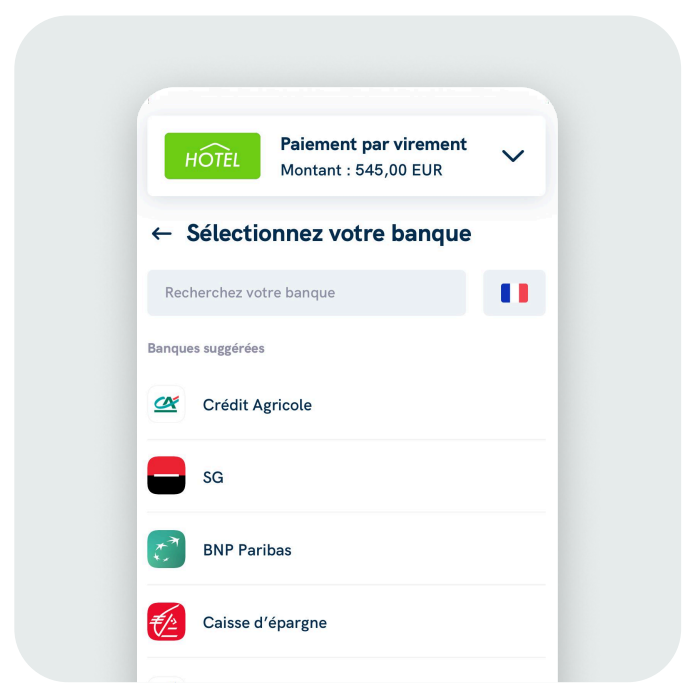 HOTEL
Paiement par virement
Montant : 545,00 EUR
Sélectionnez votre banque
Recherchez votre banque
Banques suggérées
CA
Crédit Agricole
SG
BNP Paribas
Caisse d’épargne